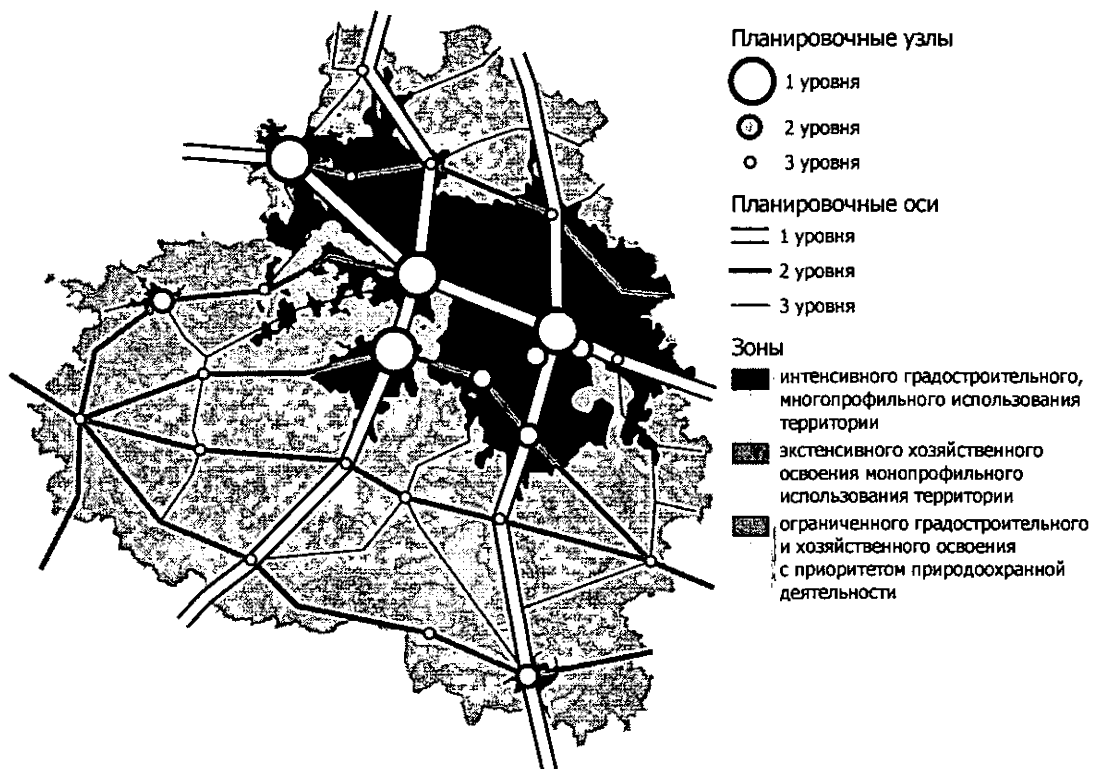 Планировочные узлы
1 уровня
2 уровня
3 уровня
Планировочные оси
1 уровня
2 уровня
3 уровня
Зоны
интенсивного градостроительного,
многопрофильного использования
территории
экстенсивного хозяйственного
освоения монопрофильного
использования территории
ограниченного градостроительного
и хозяйственного освоения
с приоритетом природоохранной
деятельности